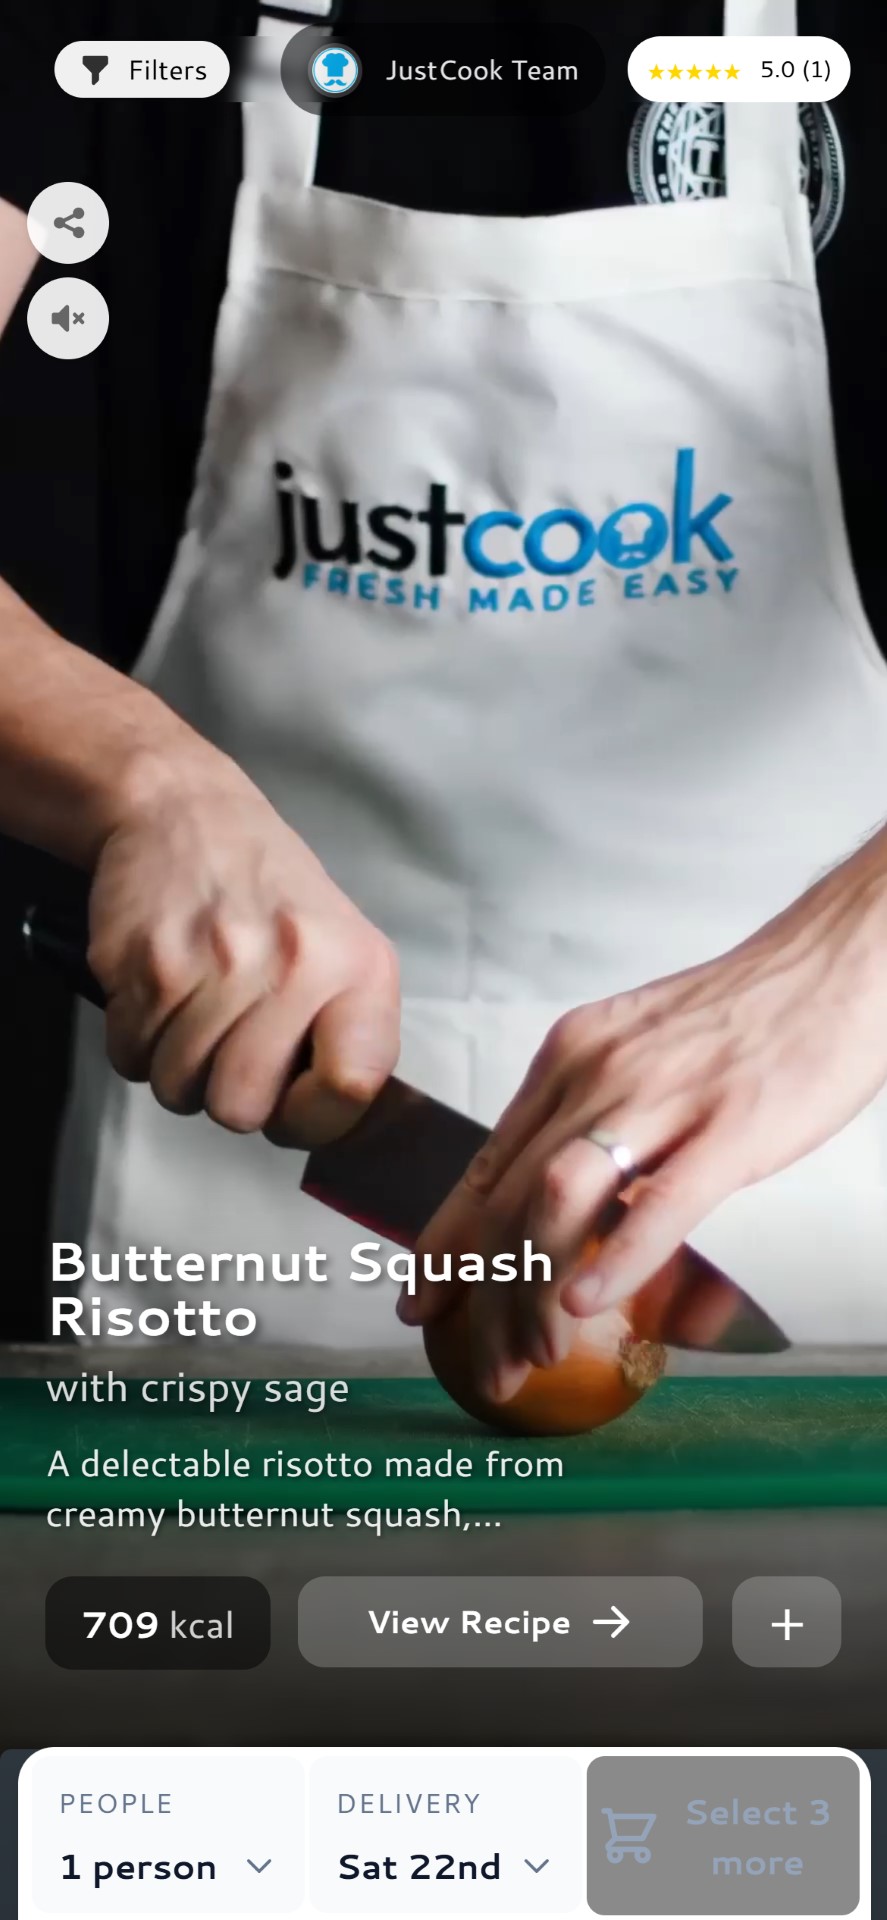 Filters
JustCook Team
5.0 (1)
justcook
FRESH MADE EASY
Butternut Squash
Risotto
with crispy sage
A delectable risotto made from
creamy butternut squash,...
709 kcal
View Recipe
PEOPLE
1 person
DELIVERY
Sat 22nd
Select 3
more